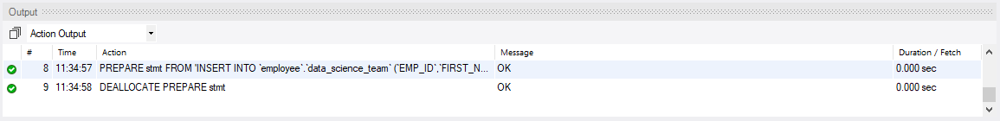 Output
Action Output
# Time Action Message Duration / Fetch
8 11:34:57 PREPARE stmt FROM 'INSERT INTO `employee`.`data_science_team` (`EMP_ID`,`FIRST_N... OK 0.000 sec
9 11:34:58 DEALLOCATE PREPARE stmt OK 0.000 sec